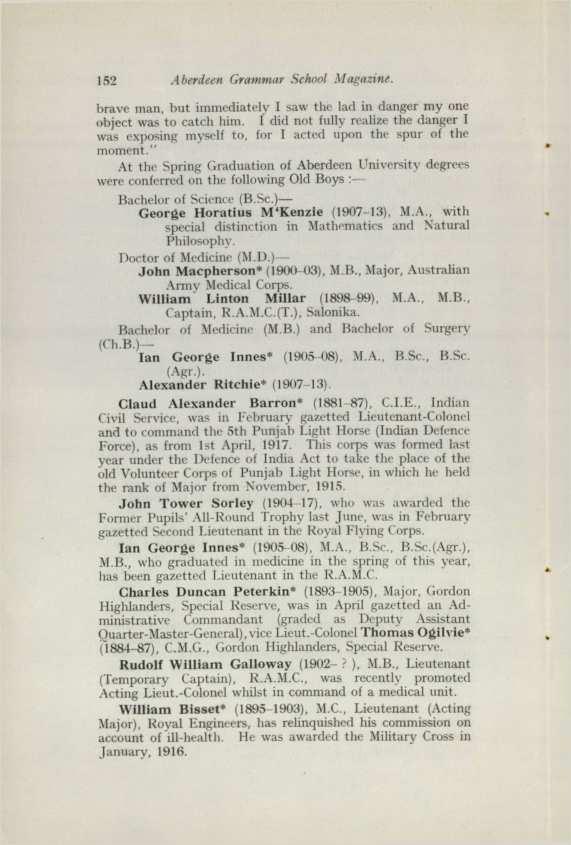 152 Aberdeen Grammar School Magazine.
brave man, but immediately I saw the lad in danger my one
object was to catch him. I did not fully realize the danger I
was exposing myself to, for I acted upon the spur of the
moment."
At the Spring Graduation of Aberdeen University degrees
were conferred on the following Old Boys :—
Bachelor of Science (B.Sc.)—
George Horatius M‘Kenzie (1907–13), M.A., with
special distinction in Mathematics and Natural
Philosophy.
Doctor of Medicine (M.D.)—
John Macpherson* (1900–03), M.B., Major, Australian
Army Medical Corps.
William Linton Millar (1898–99), M.A., M.B.,
Captain, R.A.M.C.(T.), Salonika.
Bachelor of Medicine (M.B.) and Bachelor of Surgery
(Ch.B.)—
Ian George Innes* (1905–08), M.A., B.Sc., B.Sc.
(Agr.).
Alexander Ritchie* (1907–13).
Claud Alexander Barron* (1881–87), C.I.E., Indian
Civil Service, was in February gazetted Lieutenant-Colonel
and to command the 5th Punjab Light Horse (Indian Defence
Force), as from 1st April, 1917. This corps was formed last
year under the Defence of India Act to take the place of the
old Volunteer Corps of Punjab Light Horse, in which he held
the rank of Major from November, 1915.
John Tower Sorley (1904–17), who was awarded the
Former Pupils' All-Round Trophy last June, was in February
gazetted Second Lieutenant in the Royal Flying Corps.
Ian George Innes* (1905–08), M.A., B.Sc., B.Sc.(Agr.),
M.B., who graduated in medicine in the spring of this year,
has been gazetted Lieutenant in the R.A.M.C.
Charles Duncan Peterkin* (1893–1905), Major, Gordon
Highlanders, Special Reserve, was in April gazetted an Ad-
ministrative Commandant (graded as Deputy Assistant
Quarter-Master-General), vice Lieut.-Colonel Thomas Ogilvie*
(1884–87), C.M.G., Gordon Highlanders, Special Reserve.
Rudolf William Galloway (1902– ? ), M.B., Lieutenant
(Temporary Captain), R.A.M.C., was recently promoted
Acting Lieut.-Colonel whilst in command of a medical unit.
William Bisset* (1895–1903), M.C., Lieutenant (Acting
Major), Royal Engineers, has relinquished his commission on
account of ill-health. He was awarded the Military Cross in
January, 1916.